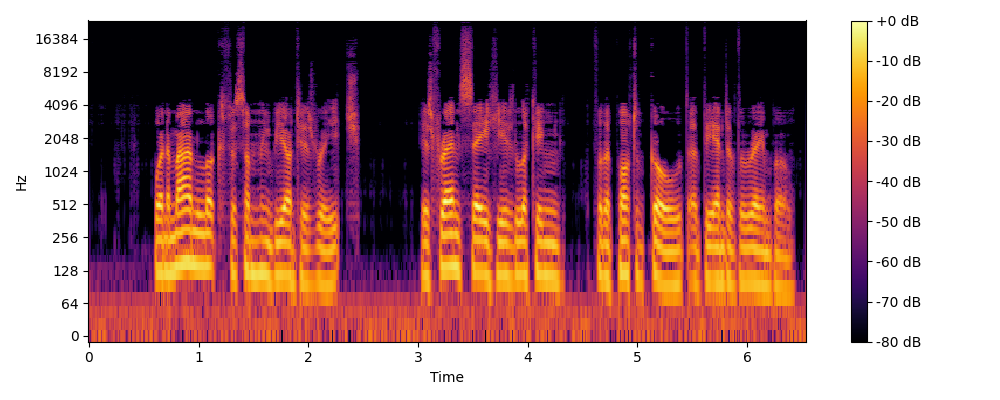 16384
8192
4096
2048
1024
512
256
128
64
0
Hz
0 1 2 3 4 5 6
Time
+0 dB
-10 dB
-20 dB
-30 dB
-40 dB
-50 dB
-60 dB
-70 dB
-80 dB